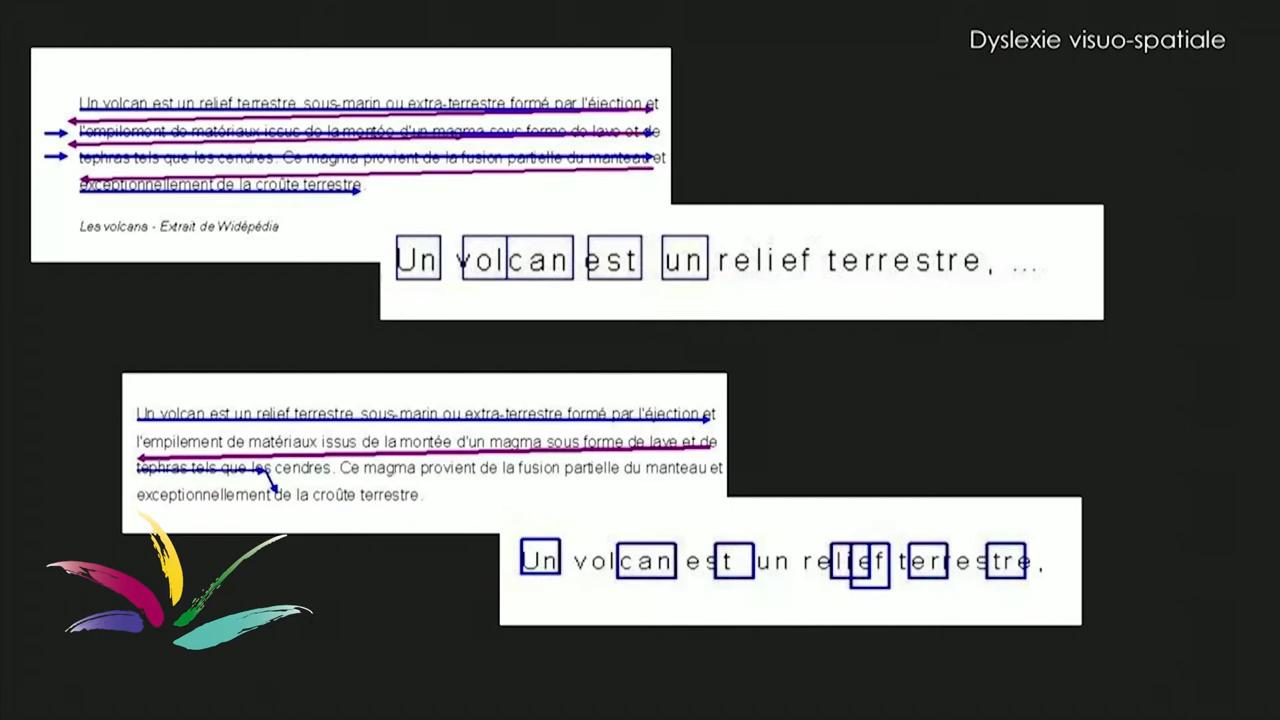 Dyslexie visuo-spatiale
Un volcan est un relief terrestre, sous-marin ou extra-terrestre formé par l'éjection et
l'empilement de matériaux issus de la montée d'un magma sous forme de lave et de
téphras tels que les cendres. Ce magma provient de la fusion partielle du manteau et
exceptionnellement de la croûte terrestre.
Les volcans - Extrait de Widépédia
Un volcan est un relief terrestre, ...
Un volcan est un relief terrestre, sous-marin ou extra-terrestre formé par l'éjection et
l'empilement de matériaux issus de la montée d'un magma sous forme de lave et de
téphras tels que les cendres. Ce magma provient de la fusion partielle du manteau et
exceptionnellement de la croûte terrestre.
Un volcan est un relief terrestre,